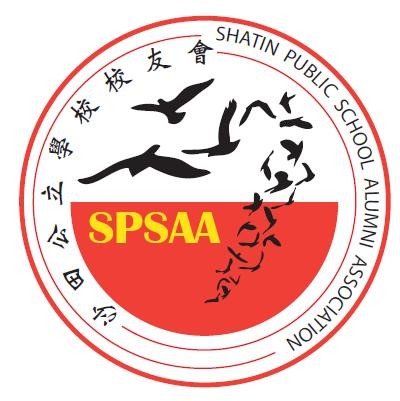 沙田公立學校校友會
SHATIN PUBLIC SCHOOL ALUMNI ASSOCIATION
SPSAA